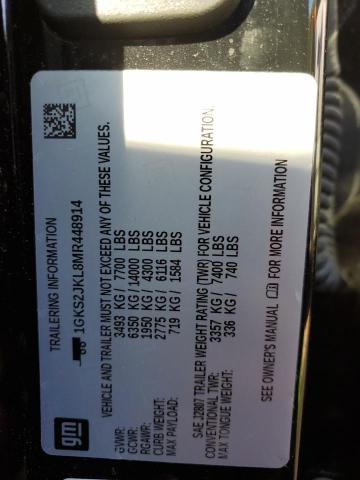 gm
TRAILERING INFORMATION
1GKS2JKL8MR448914
VEHICLE AND TRAILER MUST NOT EXCEED ANY OF THESE VALUES.
GVWR: 3493 KG / 7700 LBS
GCWR: 6350 KG / 14000 LBS
RGAWR: 1950 KG / 4300 LBS
CURB WEIGHT: 2775 KG / 6116 LBS
MAX PAYLOAD: 719 KG / 1584 LBS
SAE J2807 TRAILER WEIGHT RATING (TWR) FOR VEHICLE CONFIGURATION.
CONVENTIONAL TWR: 3357 KG / 7400 LBS
MAX TONGUE WEIGHT: 336 KG / 740 LBS
SEE OWNER'S MANUAL FOR MORE INFORMATION